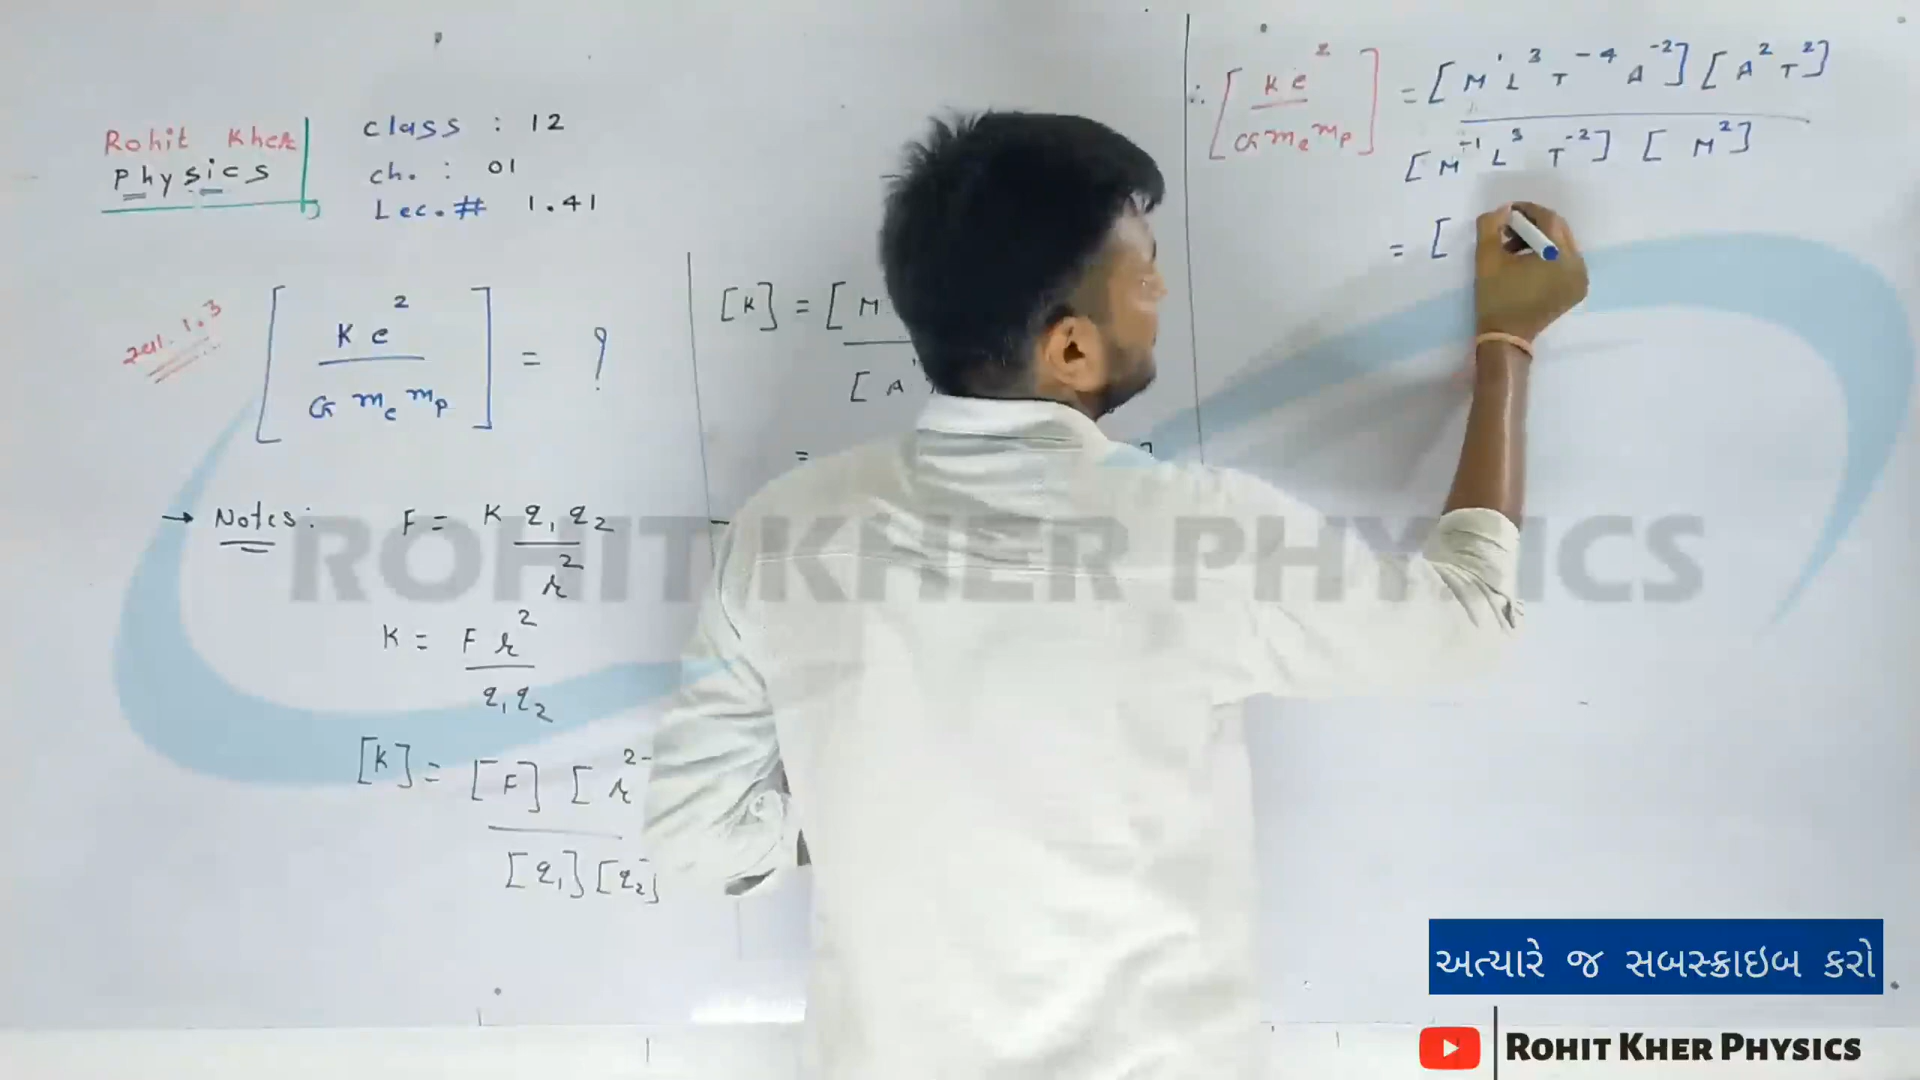 Rohit Kher
Physics
class : 12
ch. : 01
Lec.# 1.41
[ K e² / G mₑ mₚ ] = ?
→ Notes:
F = K q₁ q₂ / r²
K = F r² / q₁ q₂
[K] = [F] [ r² / [q₁] [q₂]
[K] = [ M
[ A
=
∴ [ K e² / G mₑ mₚ ] = [ M¹ L³ T⁻⁴ A⁻² ] [ A² T² ] / [ M⁻¹ L³ T⁻² ] [ M² ]
= [
ROHIT KHER PHYSICS
અત્યારે જ સબસ્ક્રાઇબ કરો
ROHIT KHER PHYSICS